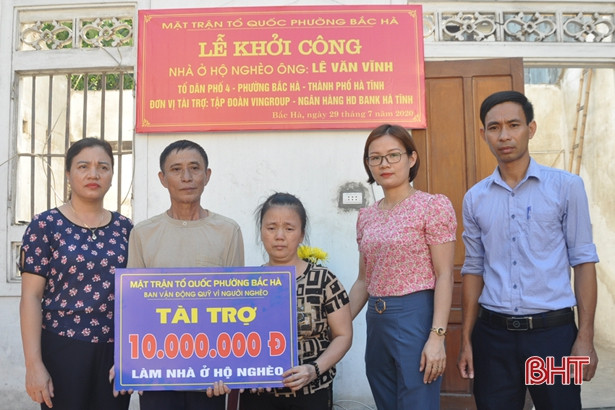 MẶT TRẬN TỔ QUỐC PHƯỜNG BẮC HÀ
LỄ KHỞI CÔNG
NHÀ Ở HỘ NGHÈO ÔNG: LÊ VĂN VĨNH
TỔ DÂN PHỐ 4 - PHƯỜNG BẮC HÀ - THÀNH PHỐ HÀ TĨNH
ĐƠN VỊ TÀI TRỢ: TẬP ĐOÀN VINGROUP - NGÂN HÀNG HD BANK HÀ TĨNH
Bắc Hà, ngày 29 tháng 7 năm 2020
MẶT TRẬN TỔ QUỐC PHƯỜNG BẮC HÀ
BAN VẬN ĐỘNG QUỸ VÌ NGƯỜI NGHÈO
TÀI TRỢ
10.000.000 Đ
LÀM NHÀ Ở HỘ NGHÈO
BHT